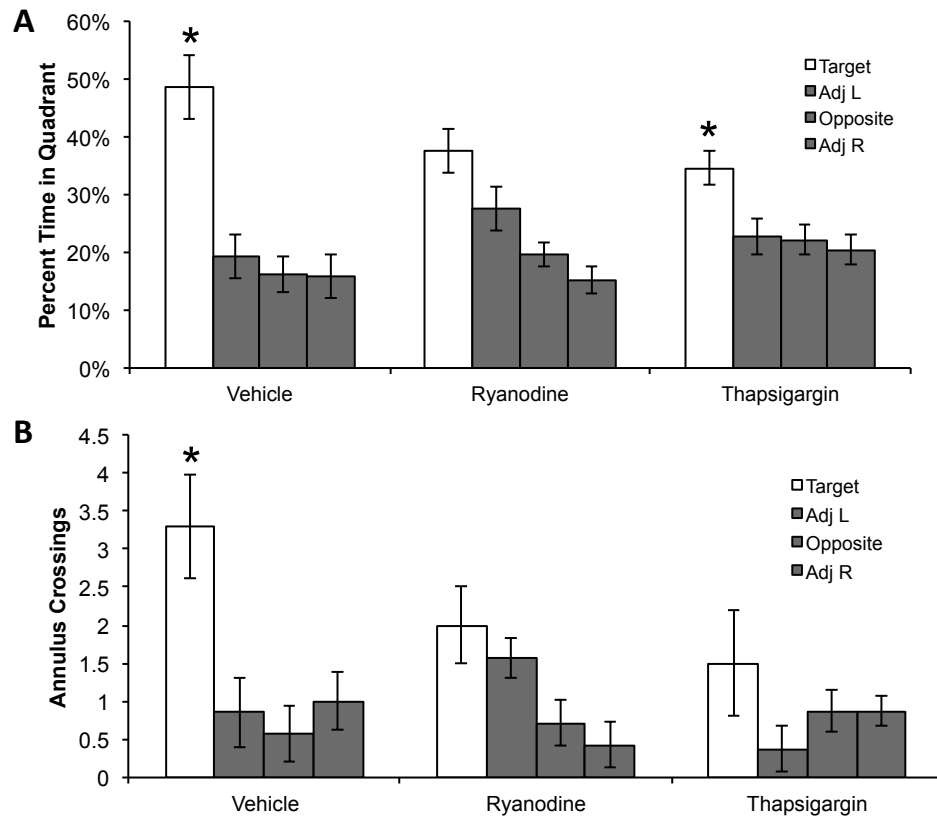 A
60%
50%
40%
30%
20%
10%
0%
Percent Time in Quadrant
*
*
Target
Adj L
Opposite
Adj R
Vehicle
Ryanodine
Thapsigargin
B
4.5
4
3.5
3
2.5
2
1.5
1
0.5
0
Annulus Crossings
*
Target
Adj L
Opposite
Adj R
Vehicle
Ryanodine
Thapsigargin